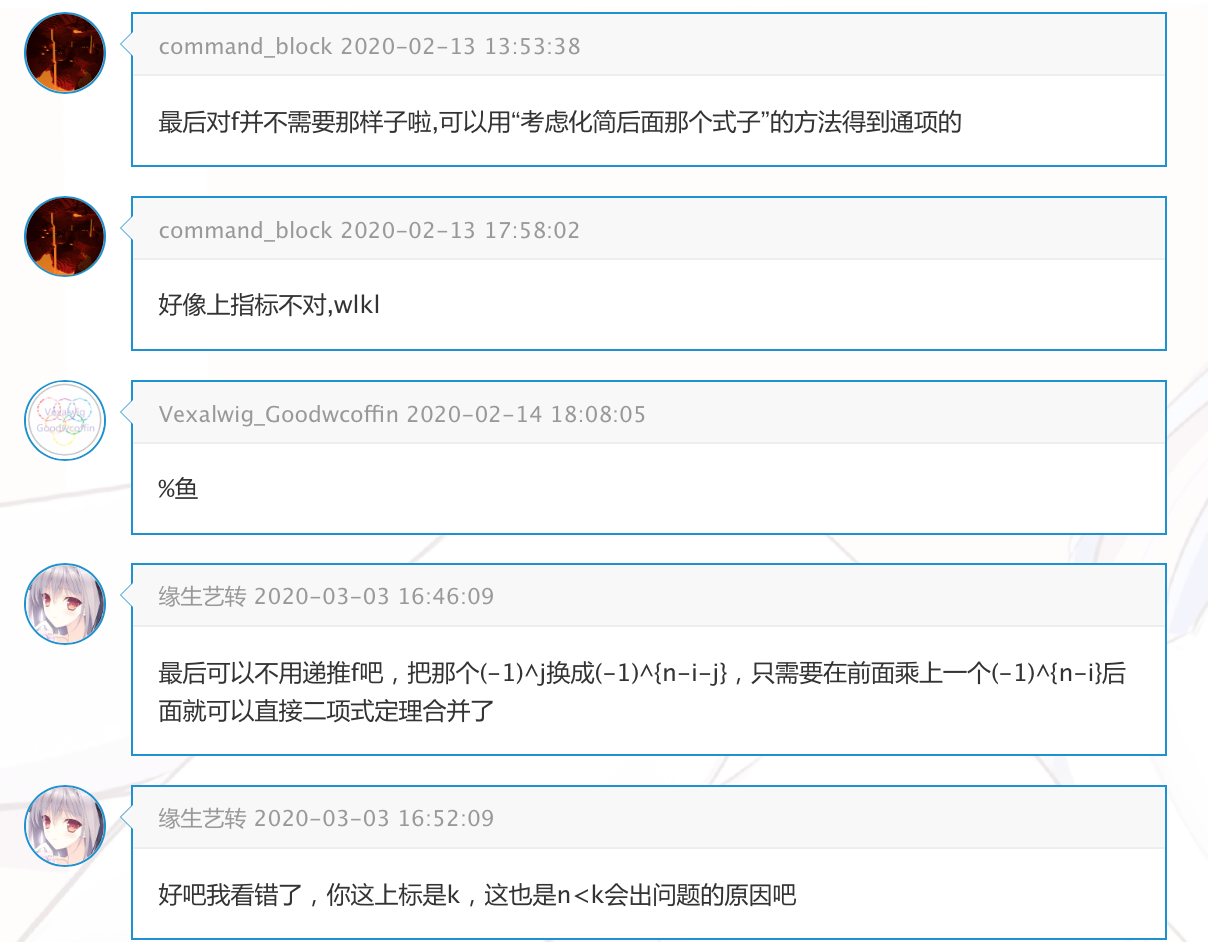 command_block 2020-02-13 13:53:38
最后对f并不需要那样子啦,可以用“考虑化简后面那个式子”的方法得到通项的
command_block 2020-02-13 17:58:02
好像上指标不对,wlkl
Vexalwig_Goodwcoffin 2020-02-14 18:08:05
Vexalwig
Goodwcoffin
%鱼
缘生艺转 2020-03-03 16:46:09
最后可以不用递推f吧，把那个(-1)^j换成(-1)^{n-i-j}，只需要在前面乘上一个(-1)^{n-i}后
面就可以直接二项式定理合并了
缘生艺转 2020-03-03 16:52:09
好吧我看错了，你这上标是k，这也是n<k会出问题的原因吧